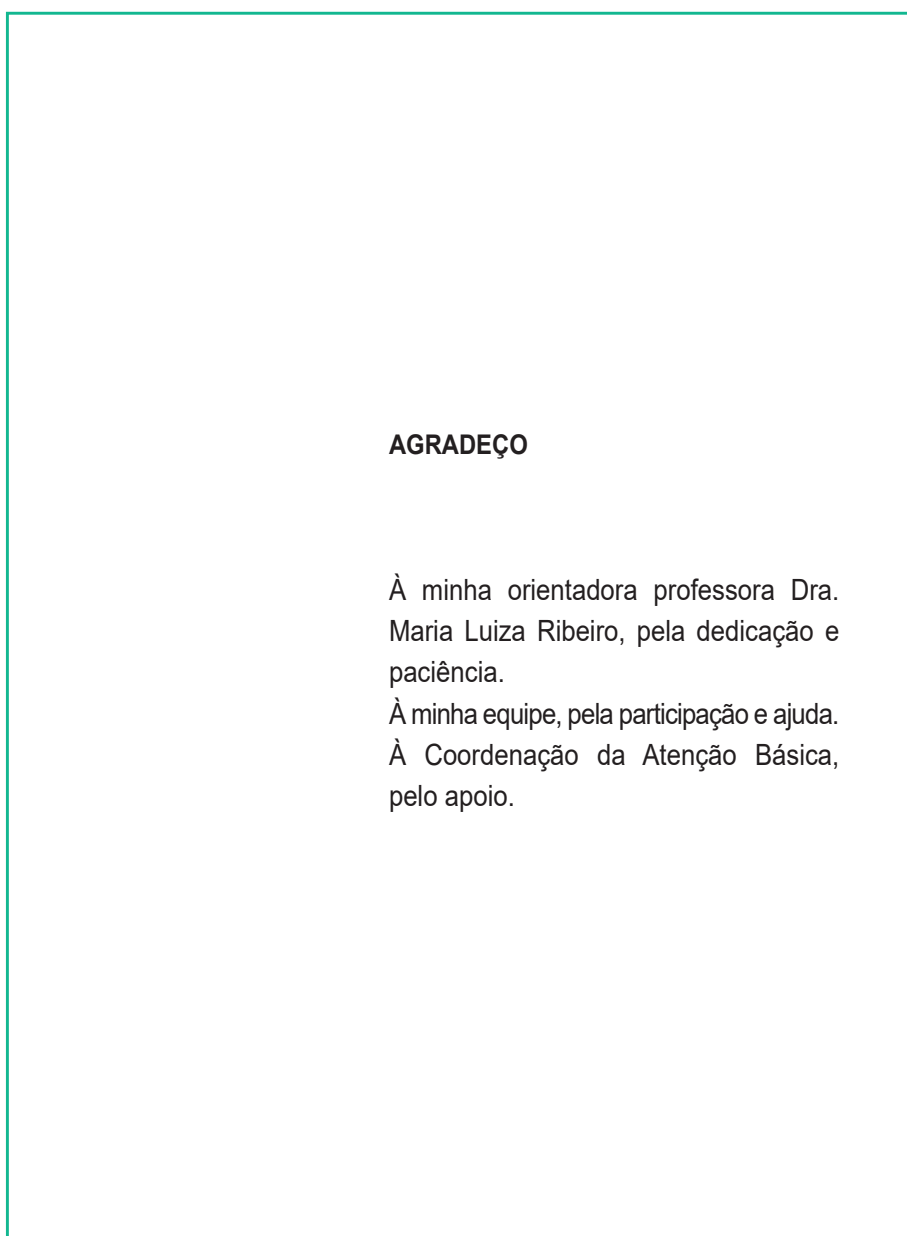 AGRADEÇO
À minha orientadora professora Dra.
Maria Luiza Ribeiro, pela dedicação e
paciência.
À minha equipe, pela participação e ajuda.
À Coordenação da Atenção Básica,
pelo apoio.